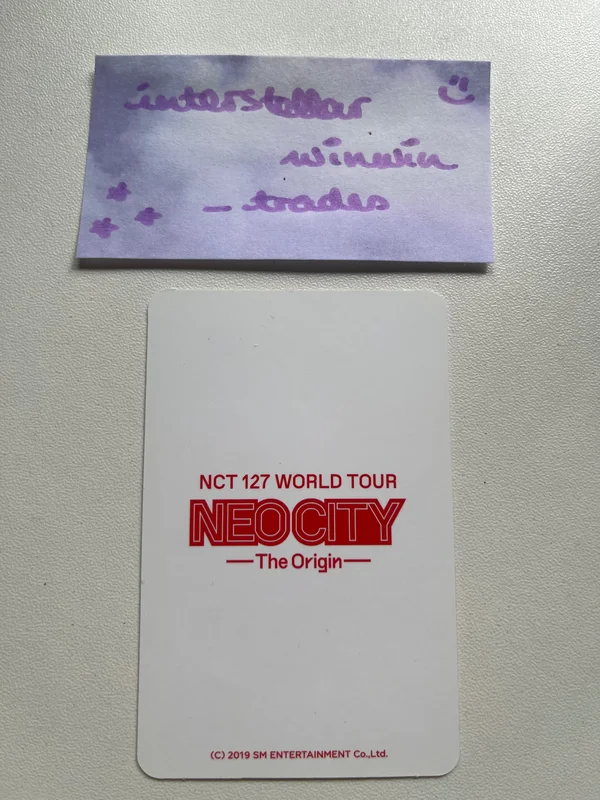 interstellar
winwin
_trades
NCT 127 WORLD TOUR
NEO CITY
The Origin
(C) 2019 SM ENTERTAINMENT Co.,Ltd.